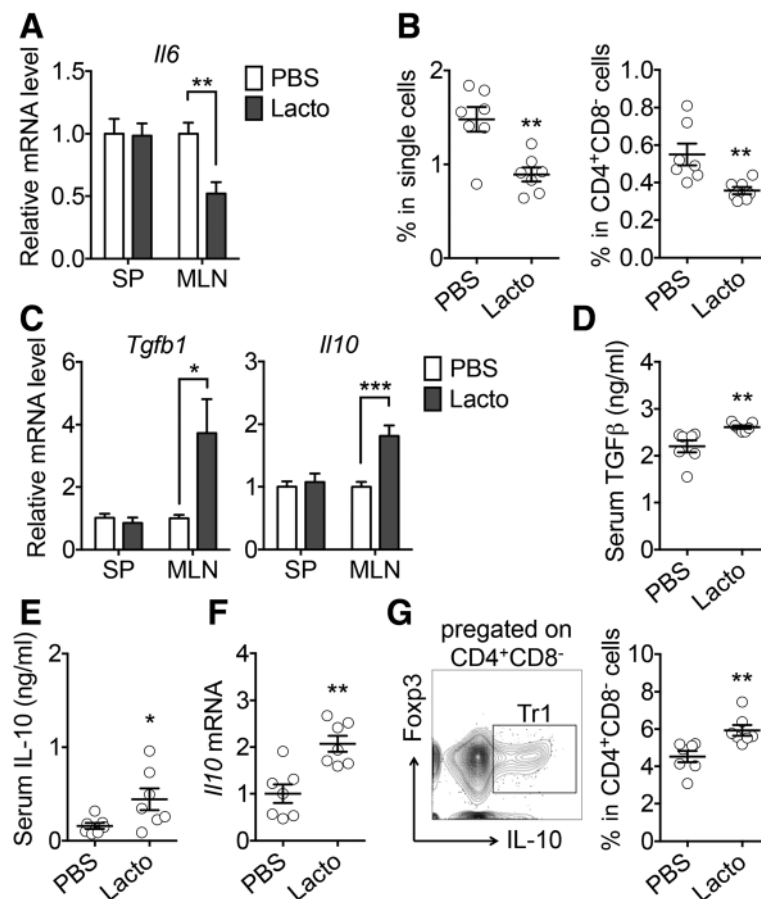 A
Il6
Relative mRNA level
1.5
1.0
0.5
0.0
SP
MLN
**
PBS
Lacto
B
% in single cells
2
1
0
**
PBS
Lacto
% in CD4+CD8- cells
0.0
0.2
0.4
0.6
0.8
1.0
**
PBS
Lacto
C
Tgfb1
Relative mRNA level
6
4
2
0
*
SP
MLN
Il10
3
2
1
0
***
SP
MLN
PBS
Lacto
D
Serum TGFβ (ng/ml)
4
3
2
1
0
**
PBS
Lacto
E
Serum IL-10 (ng/ml)
2
1
0
*
PBS
Lacto
F
Il10 mRNA
4
3
2
1
0
**
PBS
Lacto
G
pregated on
CD4+CD8-
Foxp3
Tr1
IL-10
% in CD4+CD8- cells
10
8
6
4
2
0
**
PBS
Lacto